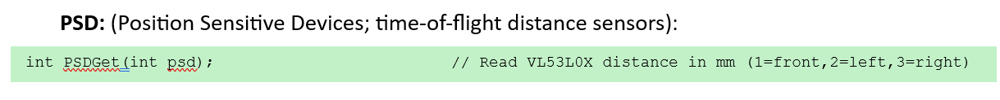 PSD: (Position Sensitive Devices; time-of-flight distance sensors):
int PSDGet(int psd); // Read VL53L0X distance in mm (1=front,2=left,3=right)